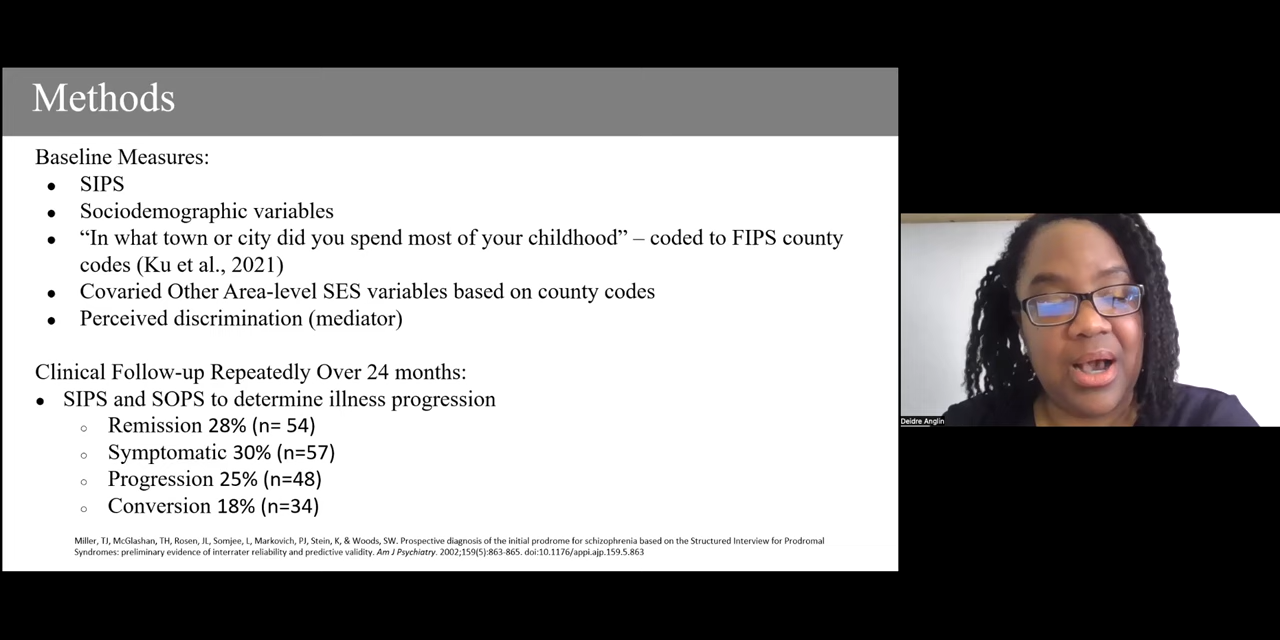 Methods
Baseline Measures:
● SIPS
● Sociodemographic variables
● “In what town or city did you spend most of your childhood” – coded to FIPS county
codes (Ku et al., 2021)
● Covaried Other Area-level SES variables based on county codes
● Perceived discrimination (mediator)
Clinical Follow-up Repeatedly Over 24 months:
● SIPS and SOPS to determine illness progression
○ Remission 28% (n= 54)
○ Symptomatic 30% (n=57)
○ Progression 25% (n=48)
○ Conversion 18% (n=34)
Miller, TJ, McGlashan, TH, Rosen, JL, Somjee, L, Markovich, PJ, Stein, K, & Woods, SW. Prospective diagnosis of the initial prodrome for schizophrenia based on the Structured Interview for Prodromal
Syndromes: preliminary evidence of interrater reliability and predictive validity. Am J Psychiatry. 2002;159(5):863-865. doi:10.1176/appi.ajp.159.5.863
Deidre Anglin